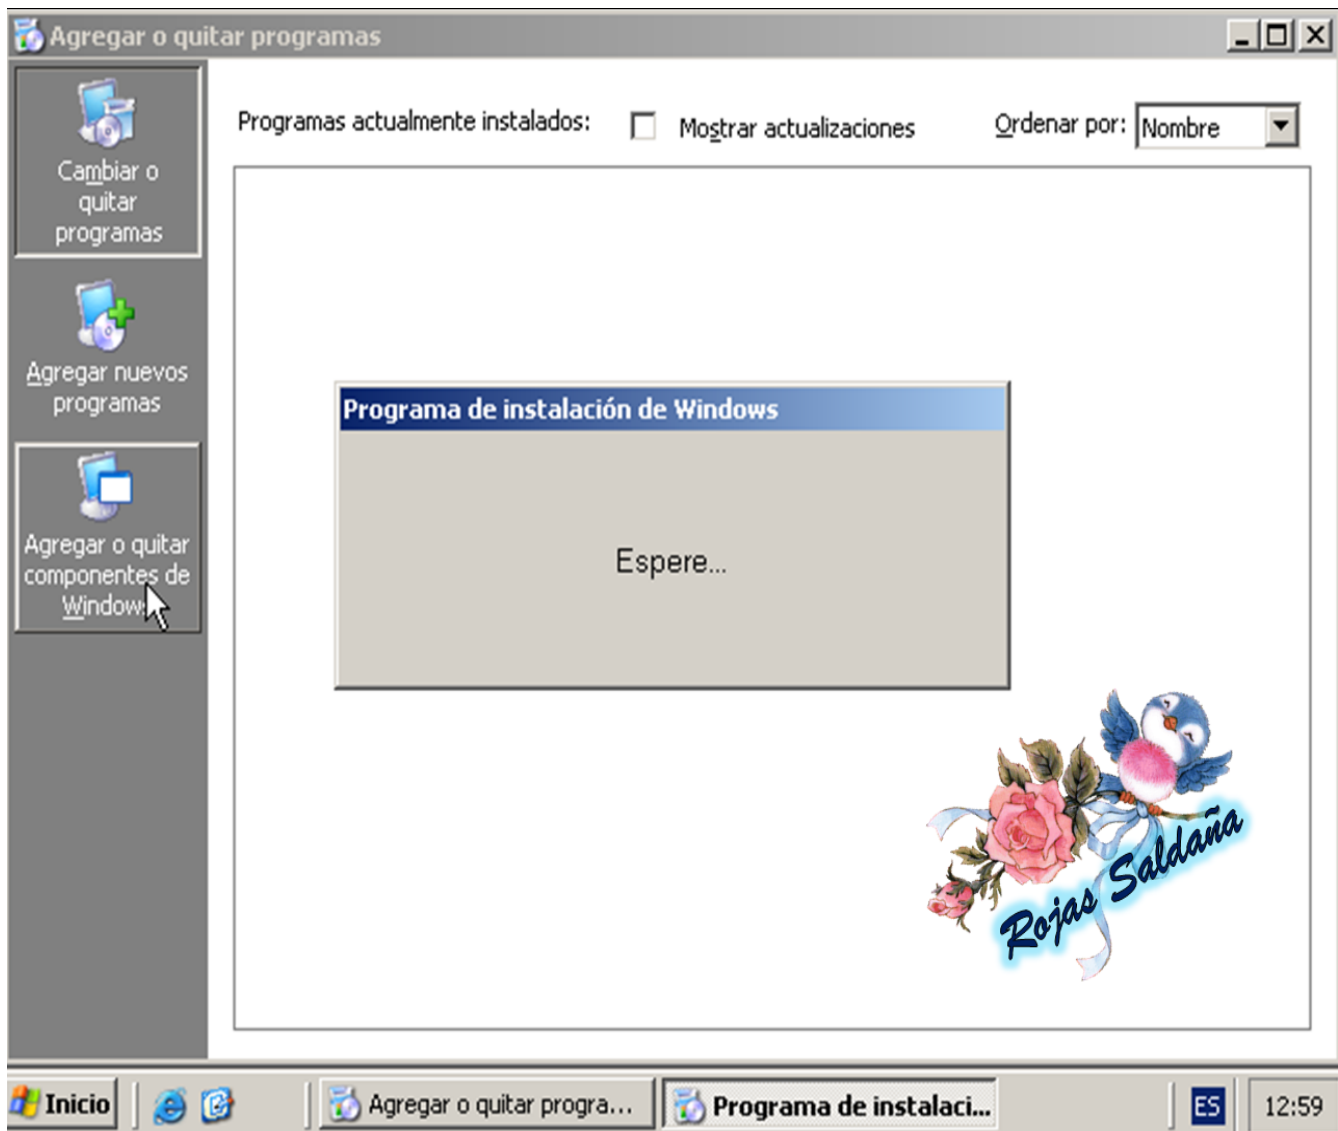 Agregar o quitar programas
Cambiar o
quitar
programas
Agregar nuevos
programas
Agregar o quitar
componentes de
Windows
Programas actualmente instalados:
Mostrar actualizaciones
Ordenar por:
Nombre
Programa de instalación de Windows
Espere...
Rojas Saldaña
Inicio
Agregar o quitar progra...
Programa de instalaci...
ES
12:59